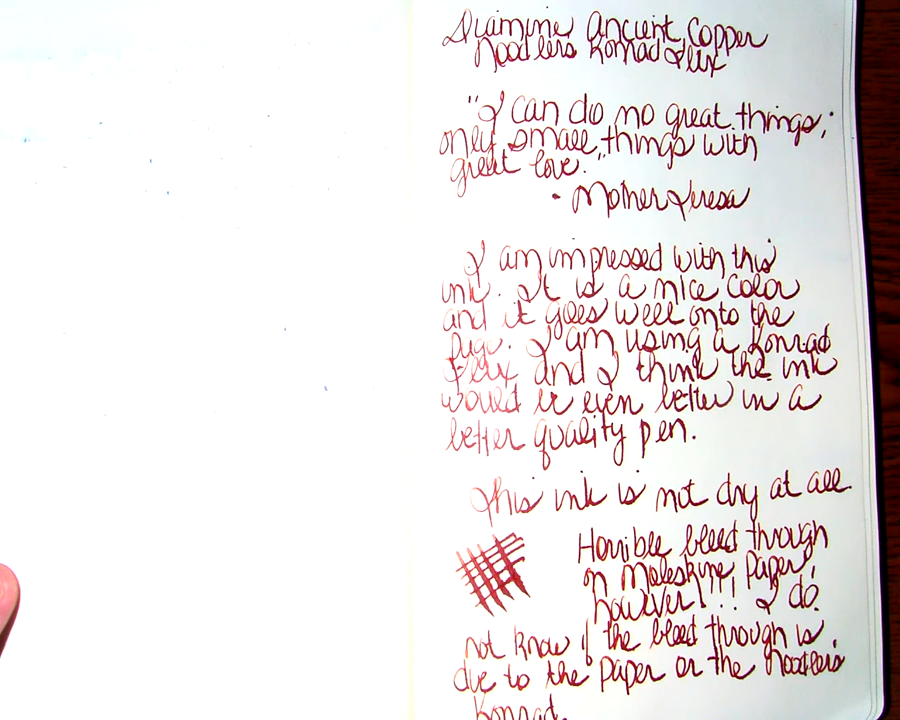 Diamine Ancient Copper
Noodlers Konrad Flex
"I can do no great things;
only small things with
great love."
- Mother Teresa
I am impressed with this
ink. It is a nice color
and it goes well onto the
page. I am using a Konrad
Flex and I think the ink
would be even better in a
better quality pen.
This ink is not dry at all.
Horrible bleed through
on Moleskine paper,
however!!! I do
not know if the bleed through is
due to the paper or the Noodlers
Konrad.